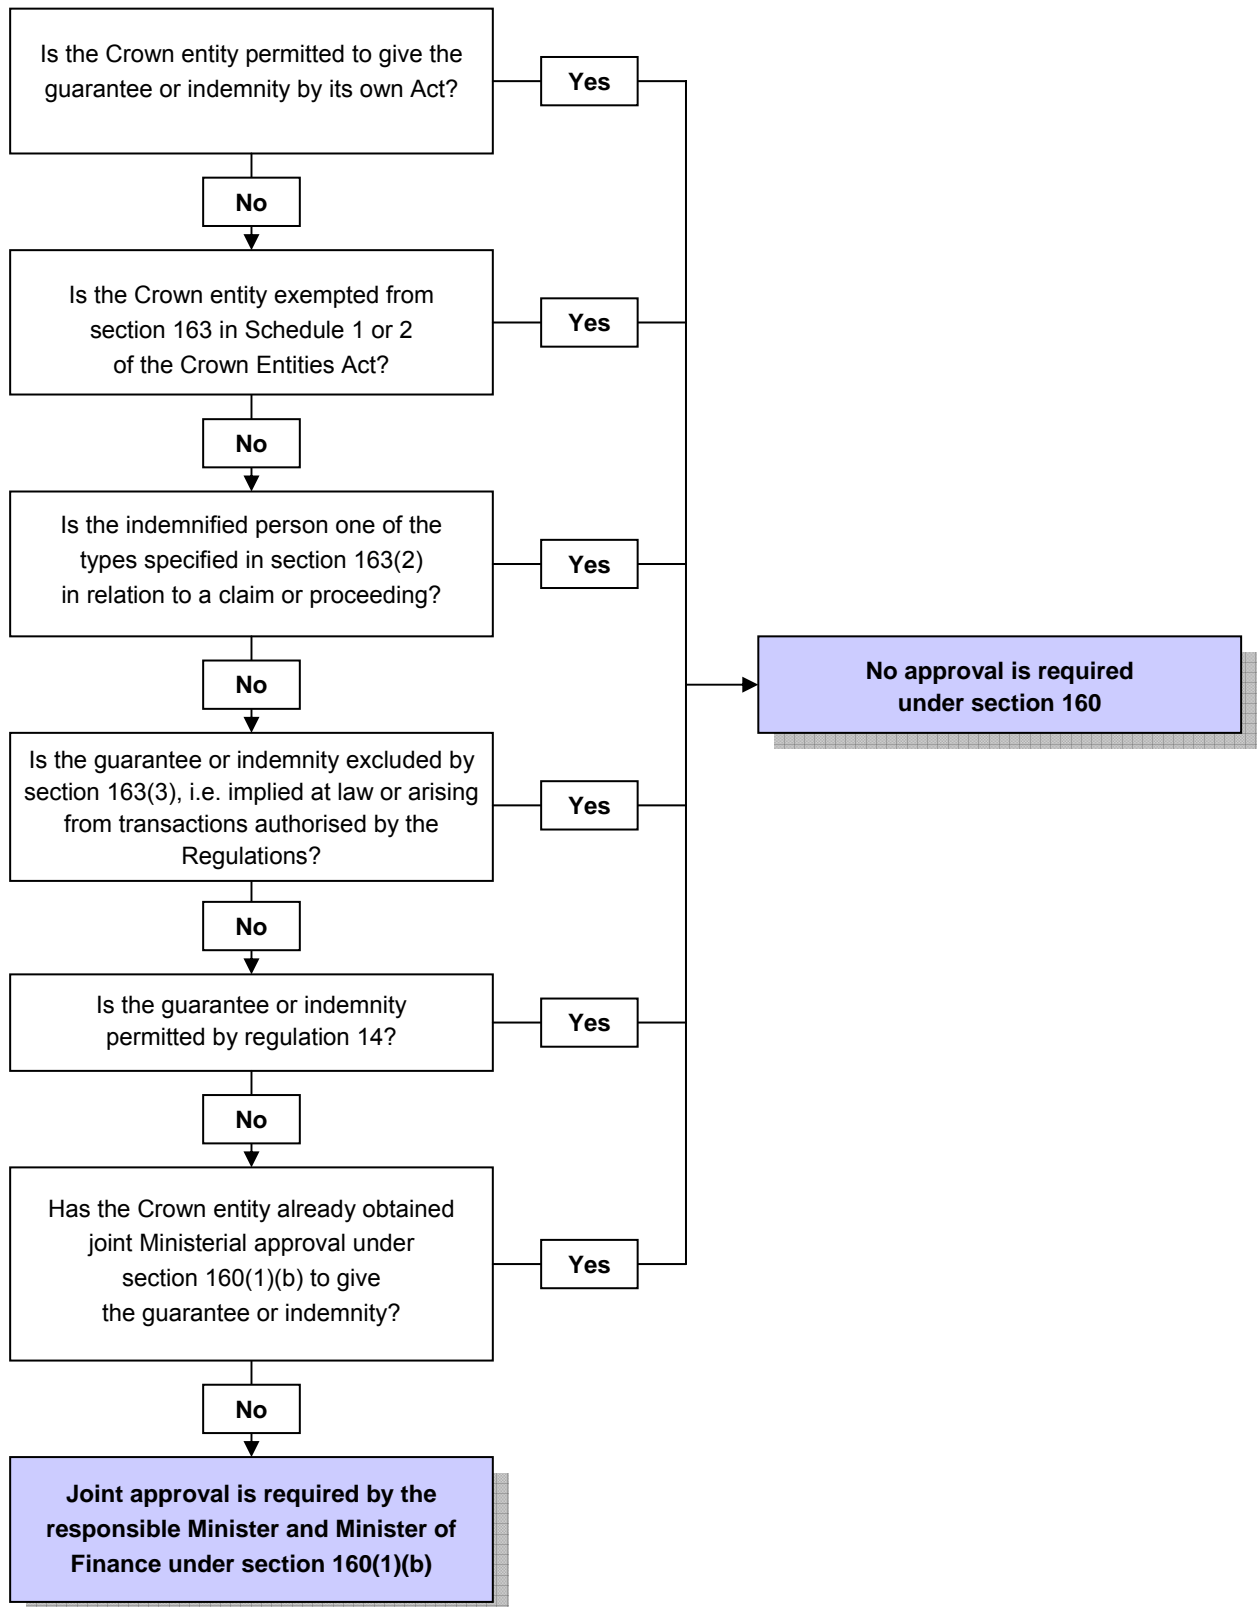 Is the Crown entity permitted to give the
guarantee or indemnity by its own Act?
Yes
No
Is the Crown entity exempted from
section 163 in Schedule 1 or 2
of the Crown Entities Act?
Yes
No
Is the indemnified person one of the
types specified in section 163(2)
in relation to a claim or proceeding?
Yes
No approval is required
under section 160
No
Is the guarantee or indemnity excluded by
section 163(3), i.e. implied at law or arising
from transactions authorised by the
Regulations?
Yes
No
Is the guarantee or indemnity
permitted by regulation 14?
Yes
No
Has the Crown entity already obtained
joint Ministerial approval under
section 160(1)(b) to give
the guarantee or indemnity?
Yes
No
Joint approval is required by the
responsible Minister and Minister of
Finance under section 160(1)(b)